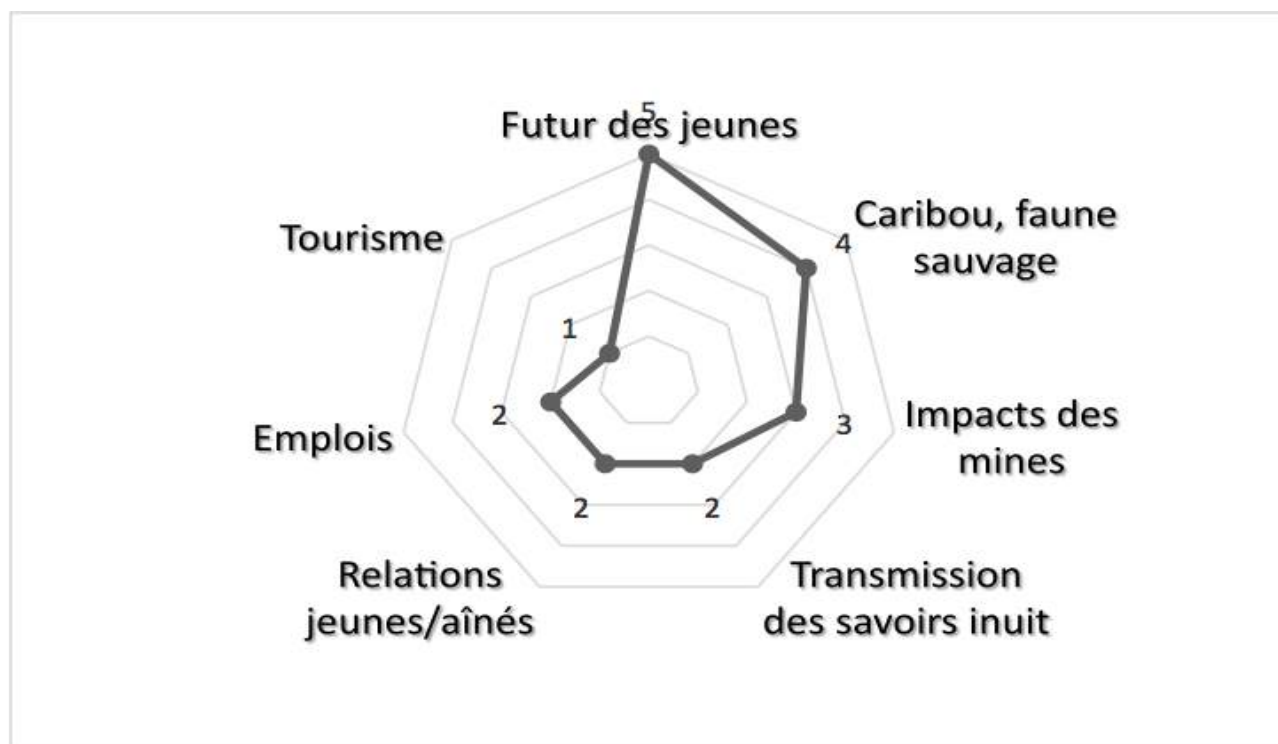 5
Futur des jeunes
Caribou, faune
sauvage
4
Tourisme
1
Impacts des
mines
3
Emplois
2
2
2
Relations
jeunes/aînés
Transmission
des savoirs inuit